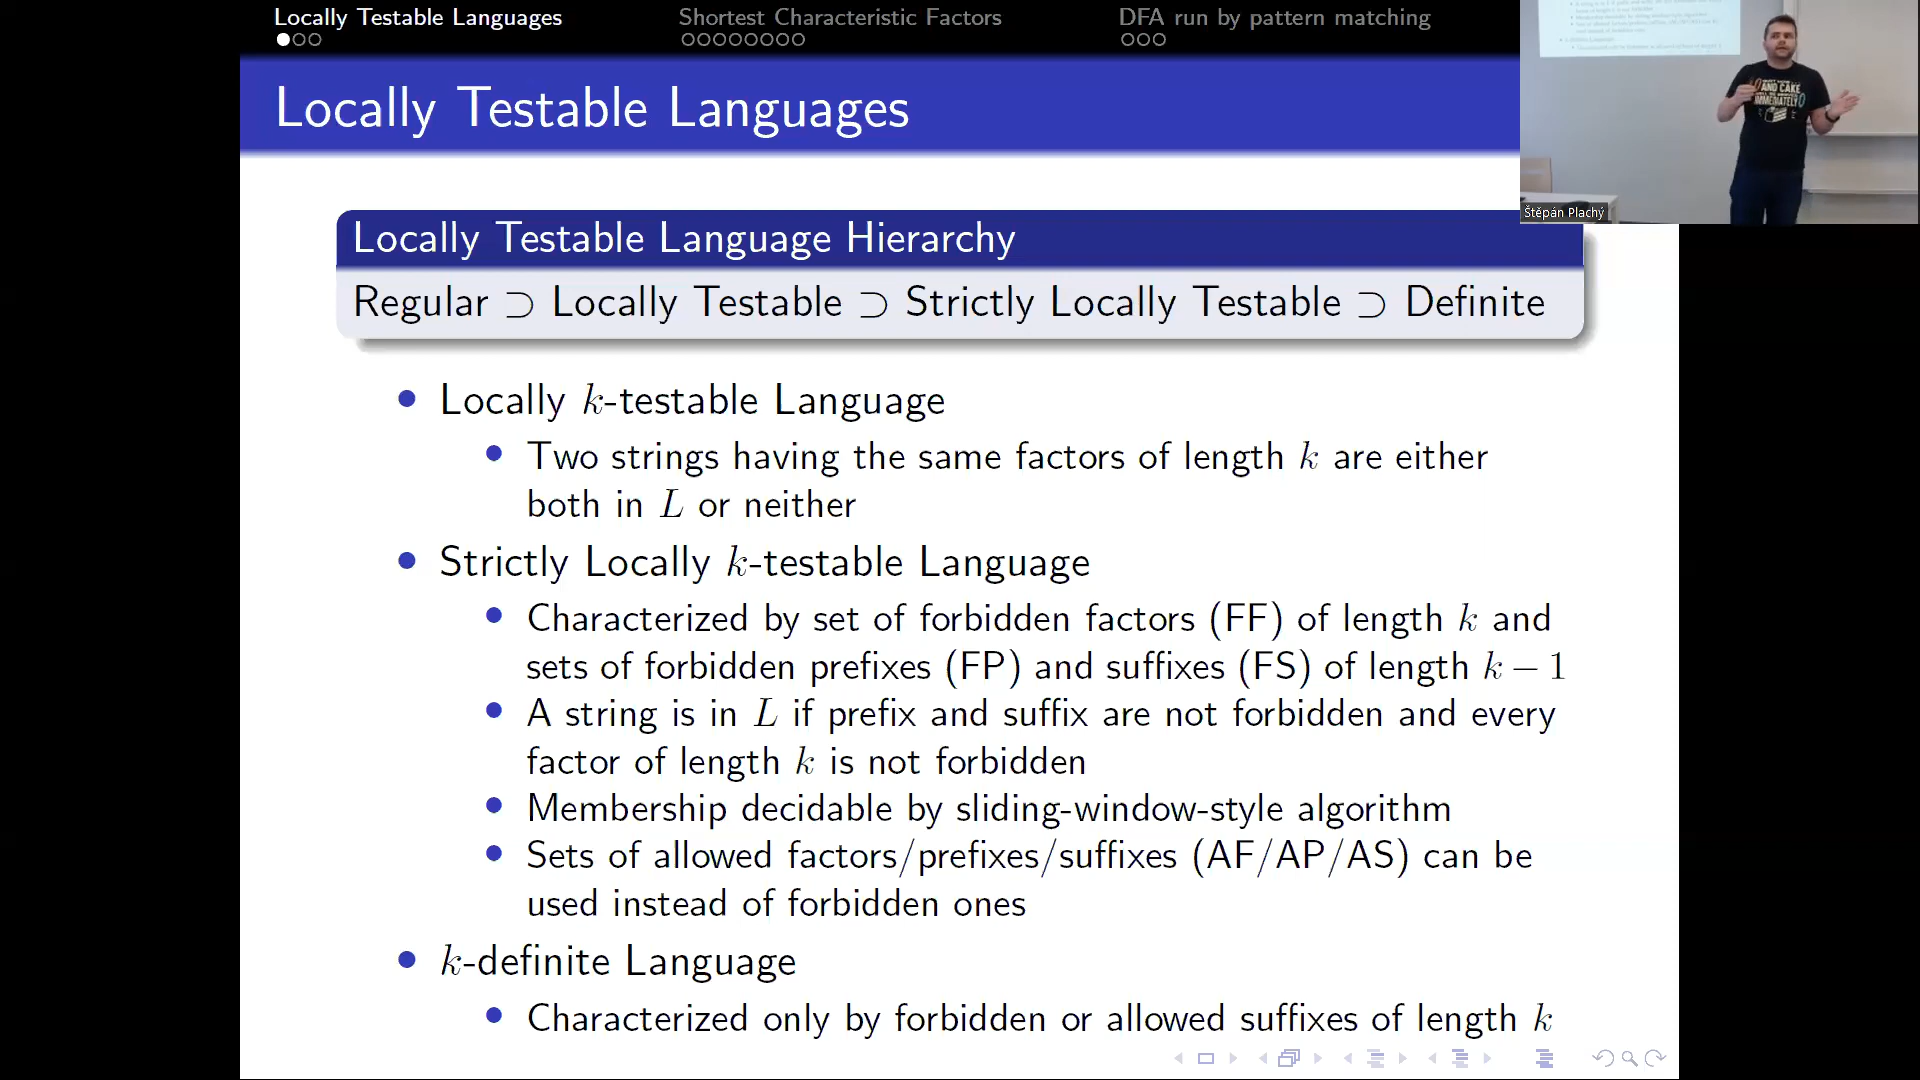 Locally Testable Languages
Shortest Characteristic Factors
DFA run by pattern matching
Locally Testable Languages
AND CAKE
IMMEDIATELY
Štěpán Plachý
Locally Testable Language Hierarchy
Regular ⊃ Locally Testable ⊃ Strictly Locally Testable ⊃ Definite
Locally k-testable Language
Two strings having the same factors of length k are either
both in L or neither
Strictly Locally k-testable Language
Characterized by set of forbidden factors (FF) of length k and
sets of forbidden prefixes (FP) and suffixes (FS) of length k − 1
A string is in L if prefix and suffix are not forbidden and every
factor of length k is not forbidden
Membership decidable by sliding-window-style algorithm
Sets of allowed factors/prefixes/suffixes (AF/AP/AS) can be
used instead of forbidden ones
k-definite Language
Characterized only by forbidden or allowed suffixes of length k